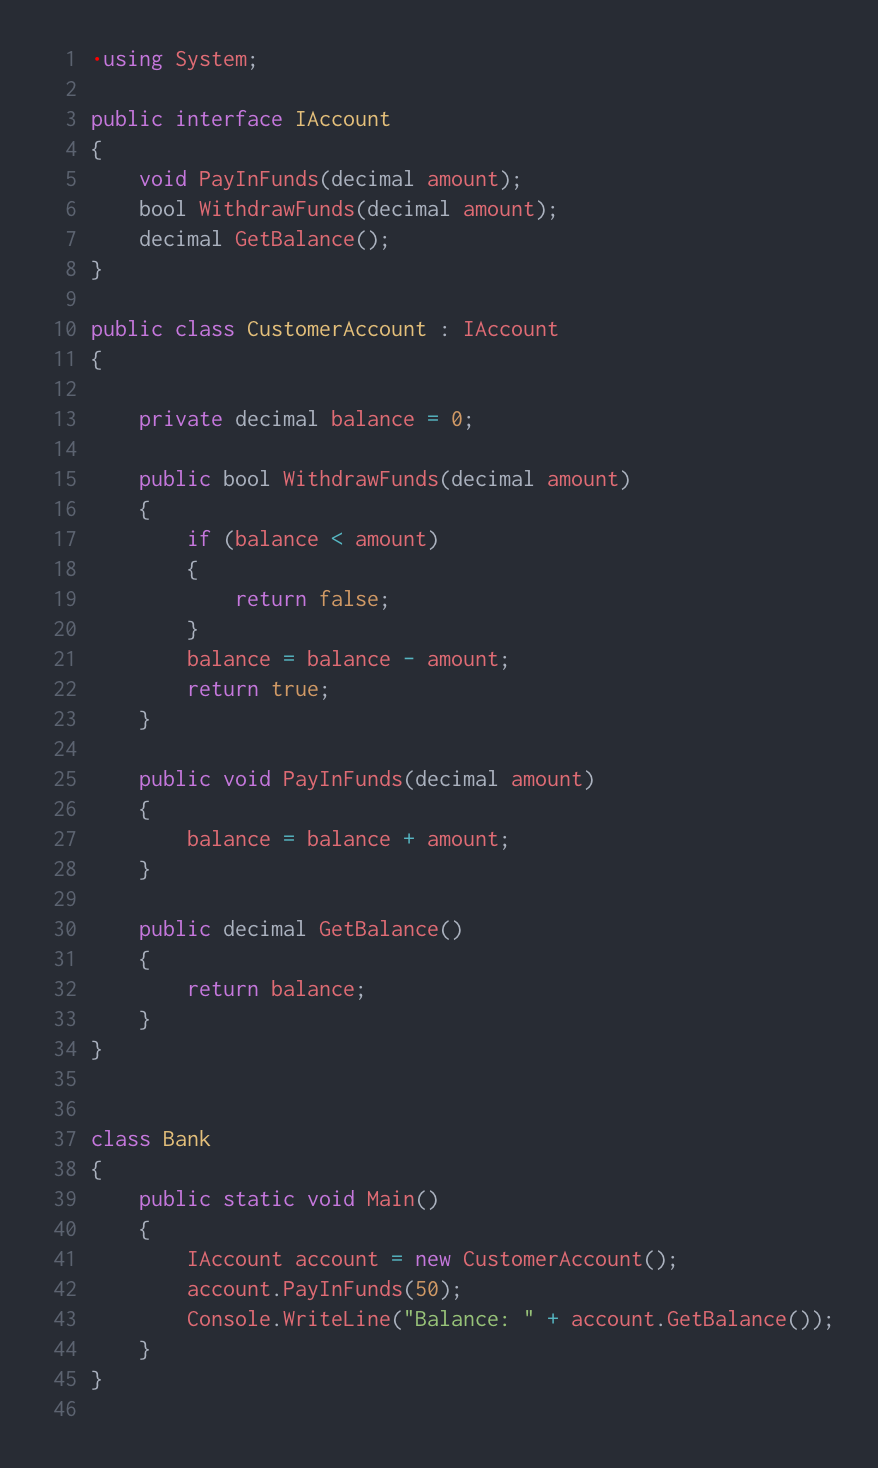 1 ·using System;
2
3 public interface IAccount
4 {
5     void PayInFunds(decimal amount);
6     bool WithdrawFunds(decimal amount);
7     decimal GetBalance();
8 }
9
10 public class CustomerAccount : IAccount
11 {
12
13     private decimal balance = 0;
14
15     public bool WithdrawFunds(decimal amount)
16     {
17         if (balance < amount)
18         {
19             return false;
20         }
21         balance = balance - amount;
22         return true;
23     }
24
25     public void PayInFunds(decimal amount)
26     {
27         balance = balance + amount;
28     }
29
30     public decimal GetBalance()
31     {
32         return balance;
33     }
34 }
35
36
37 class Bank
38 {
39     public static void Main()
40     {
41         IAccount account = new CustomerAccount();
42         account.PayInFunds(50);
43         Console.WriteLine("Balance: " + account.GetBalance());
44     }
45 }
46